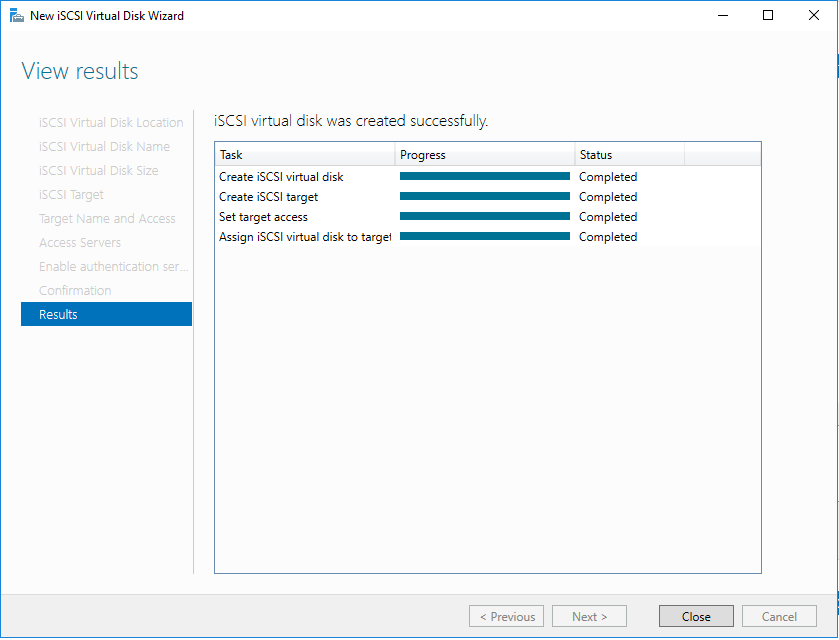 New iSCSI Virtual Disk Wizard
View results
iSCSI Virtual Disk Location
iSCSI Virtual Disk Name
iSCSI Virtual Disk Size
iSCSI Target
Target Name and Access
Access Servers
Enable authentication ser...
Confirmation
Results
iSCSI virtual disk was created successfully.
Task Progress Status
Create iSCSI virtual disk Completed
Create iSCSI target Completed
Set target access Completed
Assign iSCSI virtual disk to target Completed
< Previous Next > Close Cancel